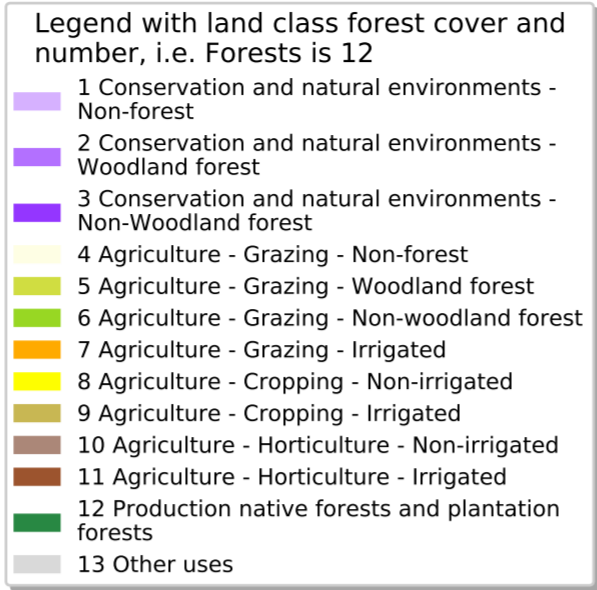 Legend with land class forest cover and
number, i.e. Forests is 12
1 Conservation and natural environments -
Non-forest
2 Conservation and natural environments -
Woodland forest
3 Conservation and natural environments -
Non-Woodland forest
4 Agriculture - Grazing - Non-forest
5 Agriculture - Grazing - Woodland forest
6 Agriculture - Grazing - Non-woodland forest
7 Agriculture - Grazing - Irrigated
8 Agriculture - Cropping - Non-irrigated
9 Agriculture - Cropping - Irrigated
10 Agriculture - Horticulture - Non-irrigated
11 Agriculture - Horticulture - Irrigated
12 Production native forests and plantation
forests
13 Other uses